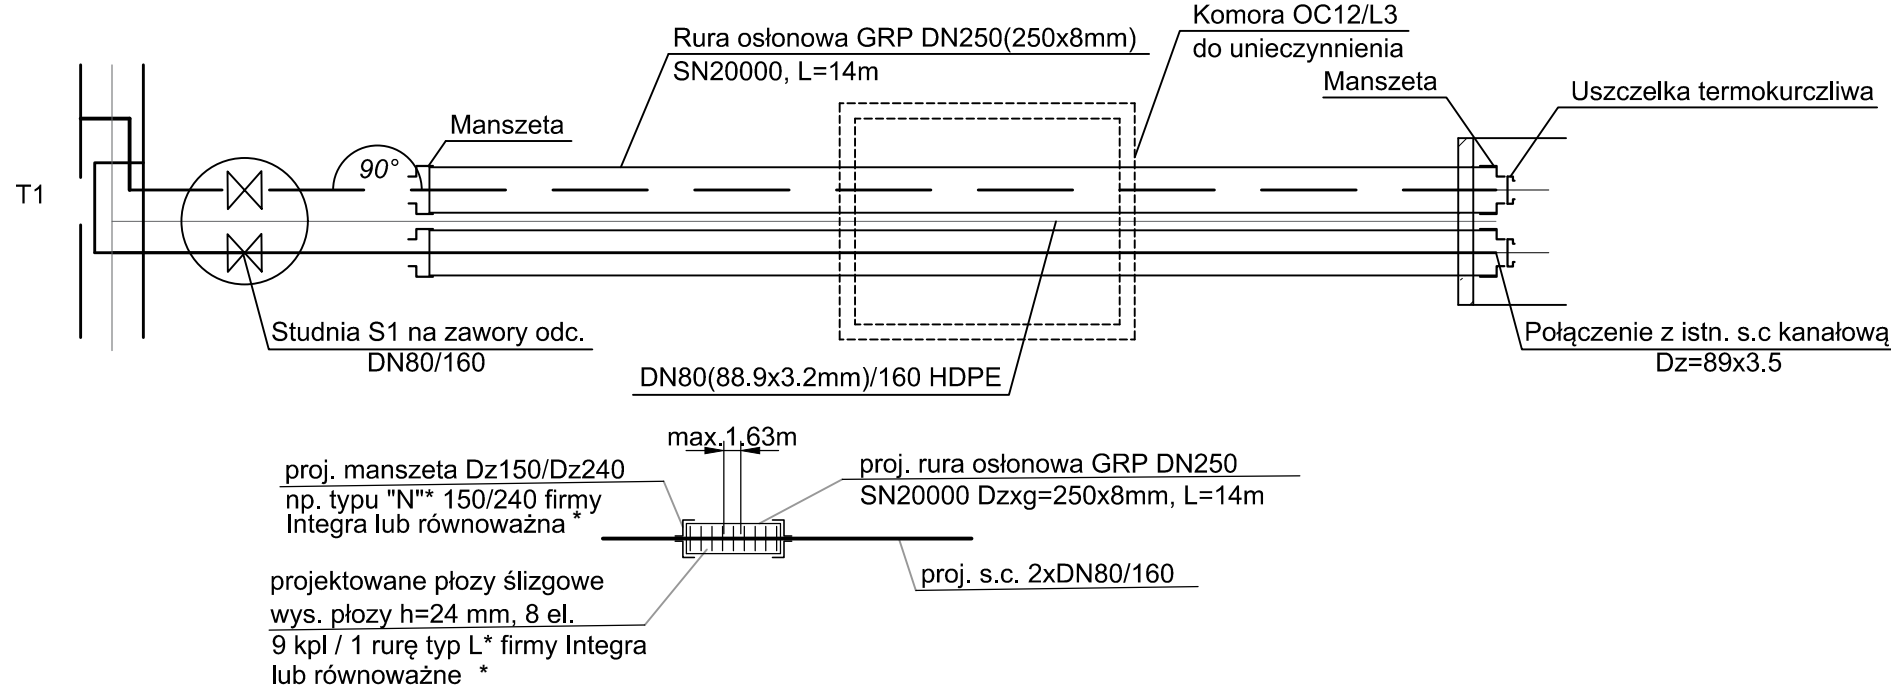 Komora OC12/L3
do unieczynnienia
Rura osłonowa GRP DN250(250x8mm)
SN20000, L=14m
Manszeta
Uszczelka termokurczliwa
Manszeta
90°
T1
Studnia S1 na zawory odc.
DN80/160
Połączenie z istn. s.c kanałową
Dz=89x3.5
DN80(88.9x3.2mm)/160 HDPE
max.1.63m
proj. manszeta Dz150/Dz240
np. typu "N"* 150/240 firmy
Integra lub równoważna *
proj. rura osłonowa GRP DN250
SN20000 Dzxg=250x8mm, L=14m
projektowane płozy ślizgowe
wys. płozy h=24 mm, 8 el.
9 kpl / 1 rurę typ L* firmy Integra
lub równoważne *
proj. s.c. 2xDN80/160